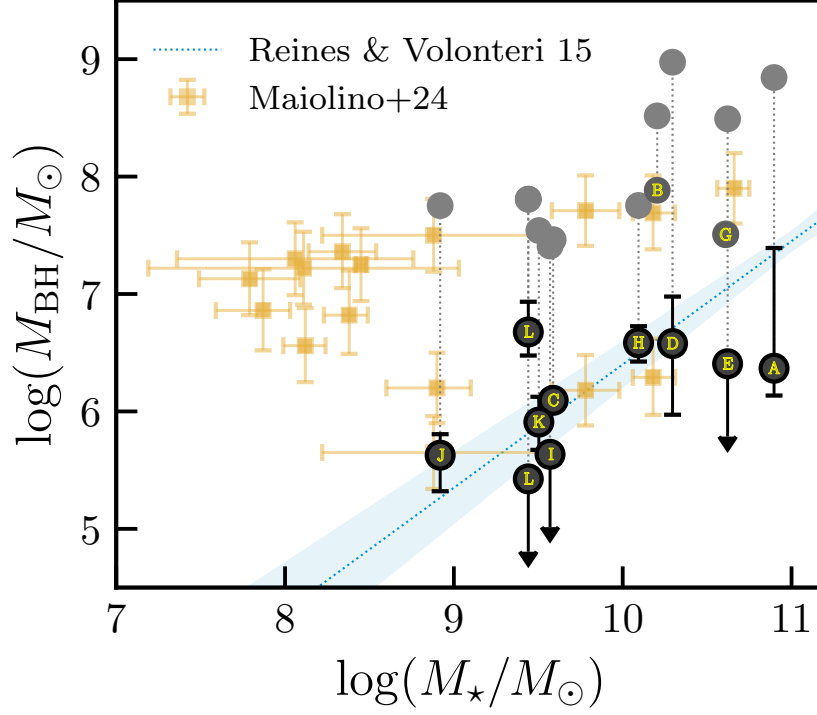 Reines & Volonteri 15
Maiolino+24
9
8
7
6
5
log(M_BH/M_⊙)
B
G
L
H
D
E
A
C
K
J
I
L
7
8
9
10
11
log(M_⋆/M_⊙)